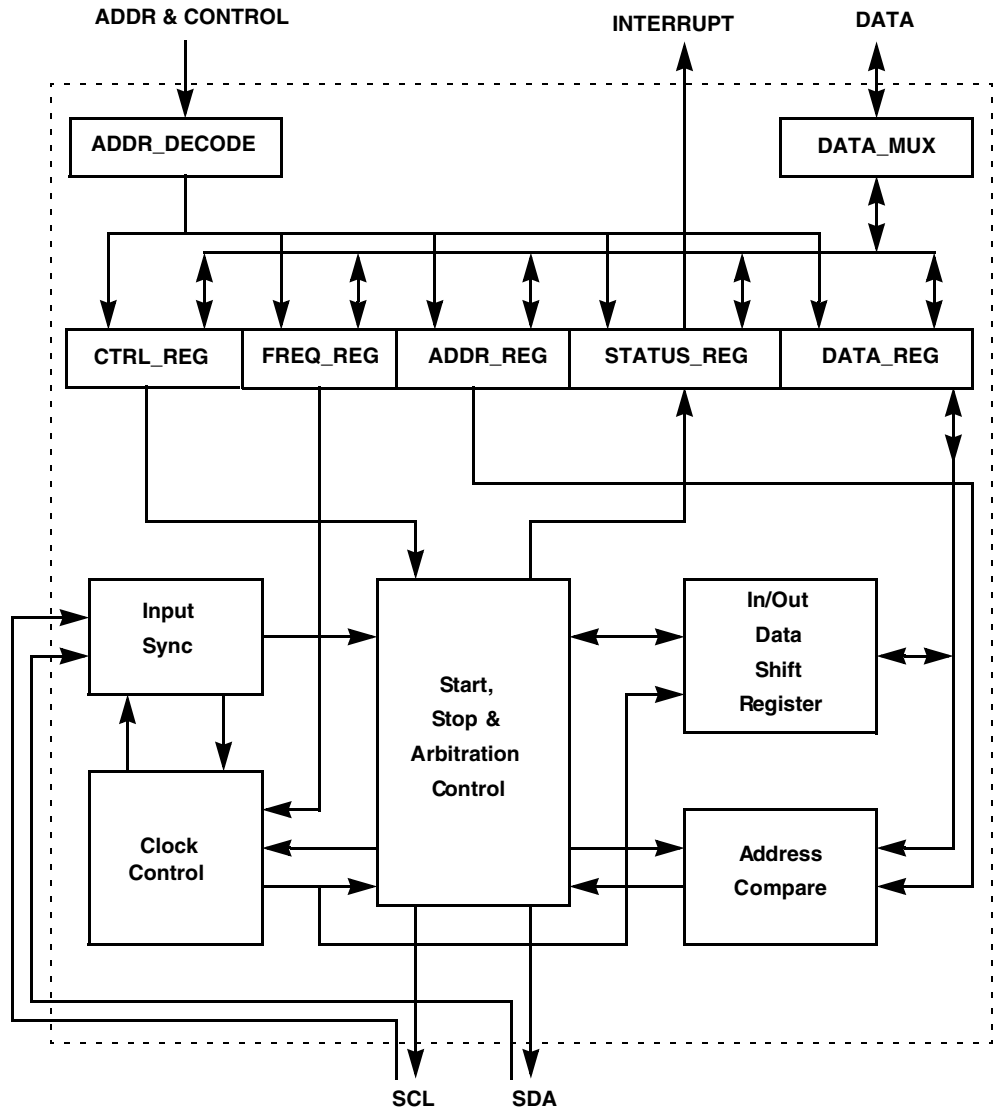 ADDR & CONTROL
INTERRUPT
DATA
ADDR_DECODE
DATA_MUX
CTRL_REG
FREQ_REG
ADDR_REG
STATUS_REG
DATA_REG
Input
Sync
Start,
Stop &
Arbitration
Control
In/Out
Data
Shift
Register
Clock
Control
Address
Compare
SCL
SDA